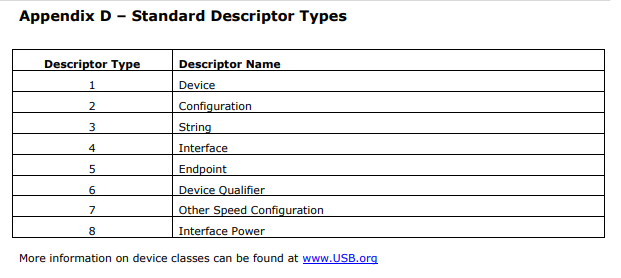 Appendix D – Standard Descriptor Types
Descriptor Type Descriptor Name
1 Device
2 Configuration
3 String
4 Interface
5 Endpoint
6 Device Qualifier
7 Other Speed Configuration
8 Interface Power
More information on device classes can be found at www.USB.org